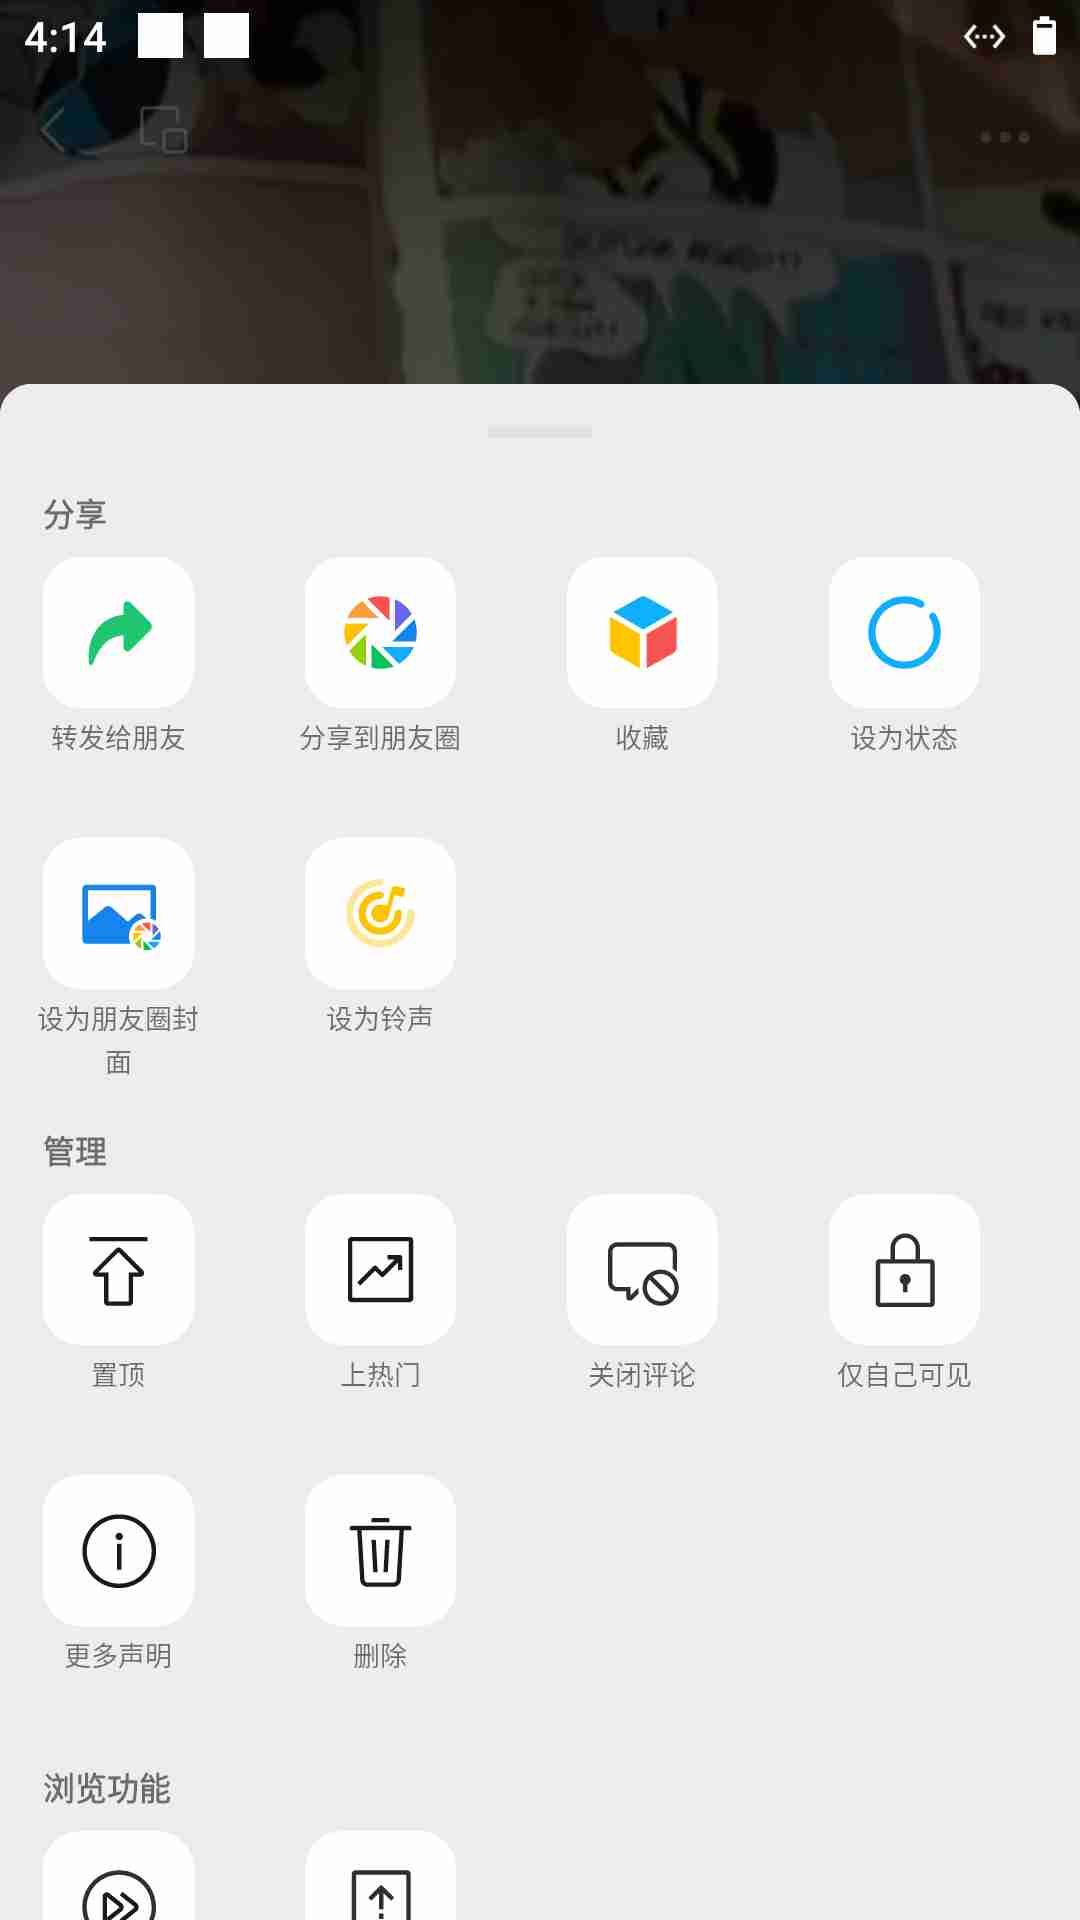 4:14
分享
转发给朋友
分享到朋友圈
收藏
设为状态
设为朋友圈封
面
设为铃声
管理
置顶
上热门
关闭评论
仅自己可见
更多声明
删除
浏览功能